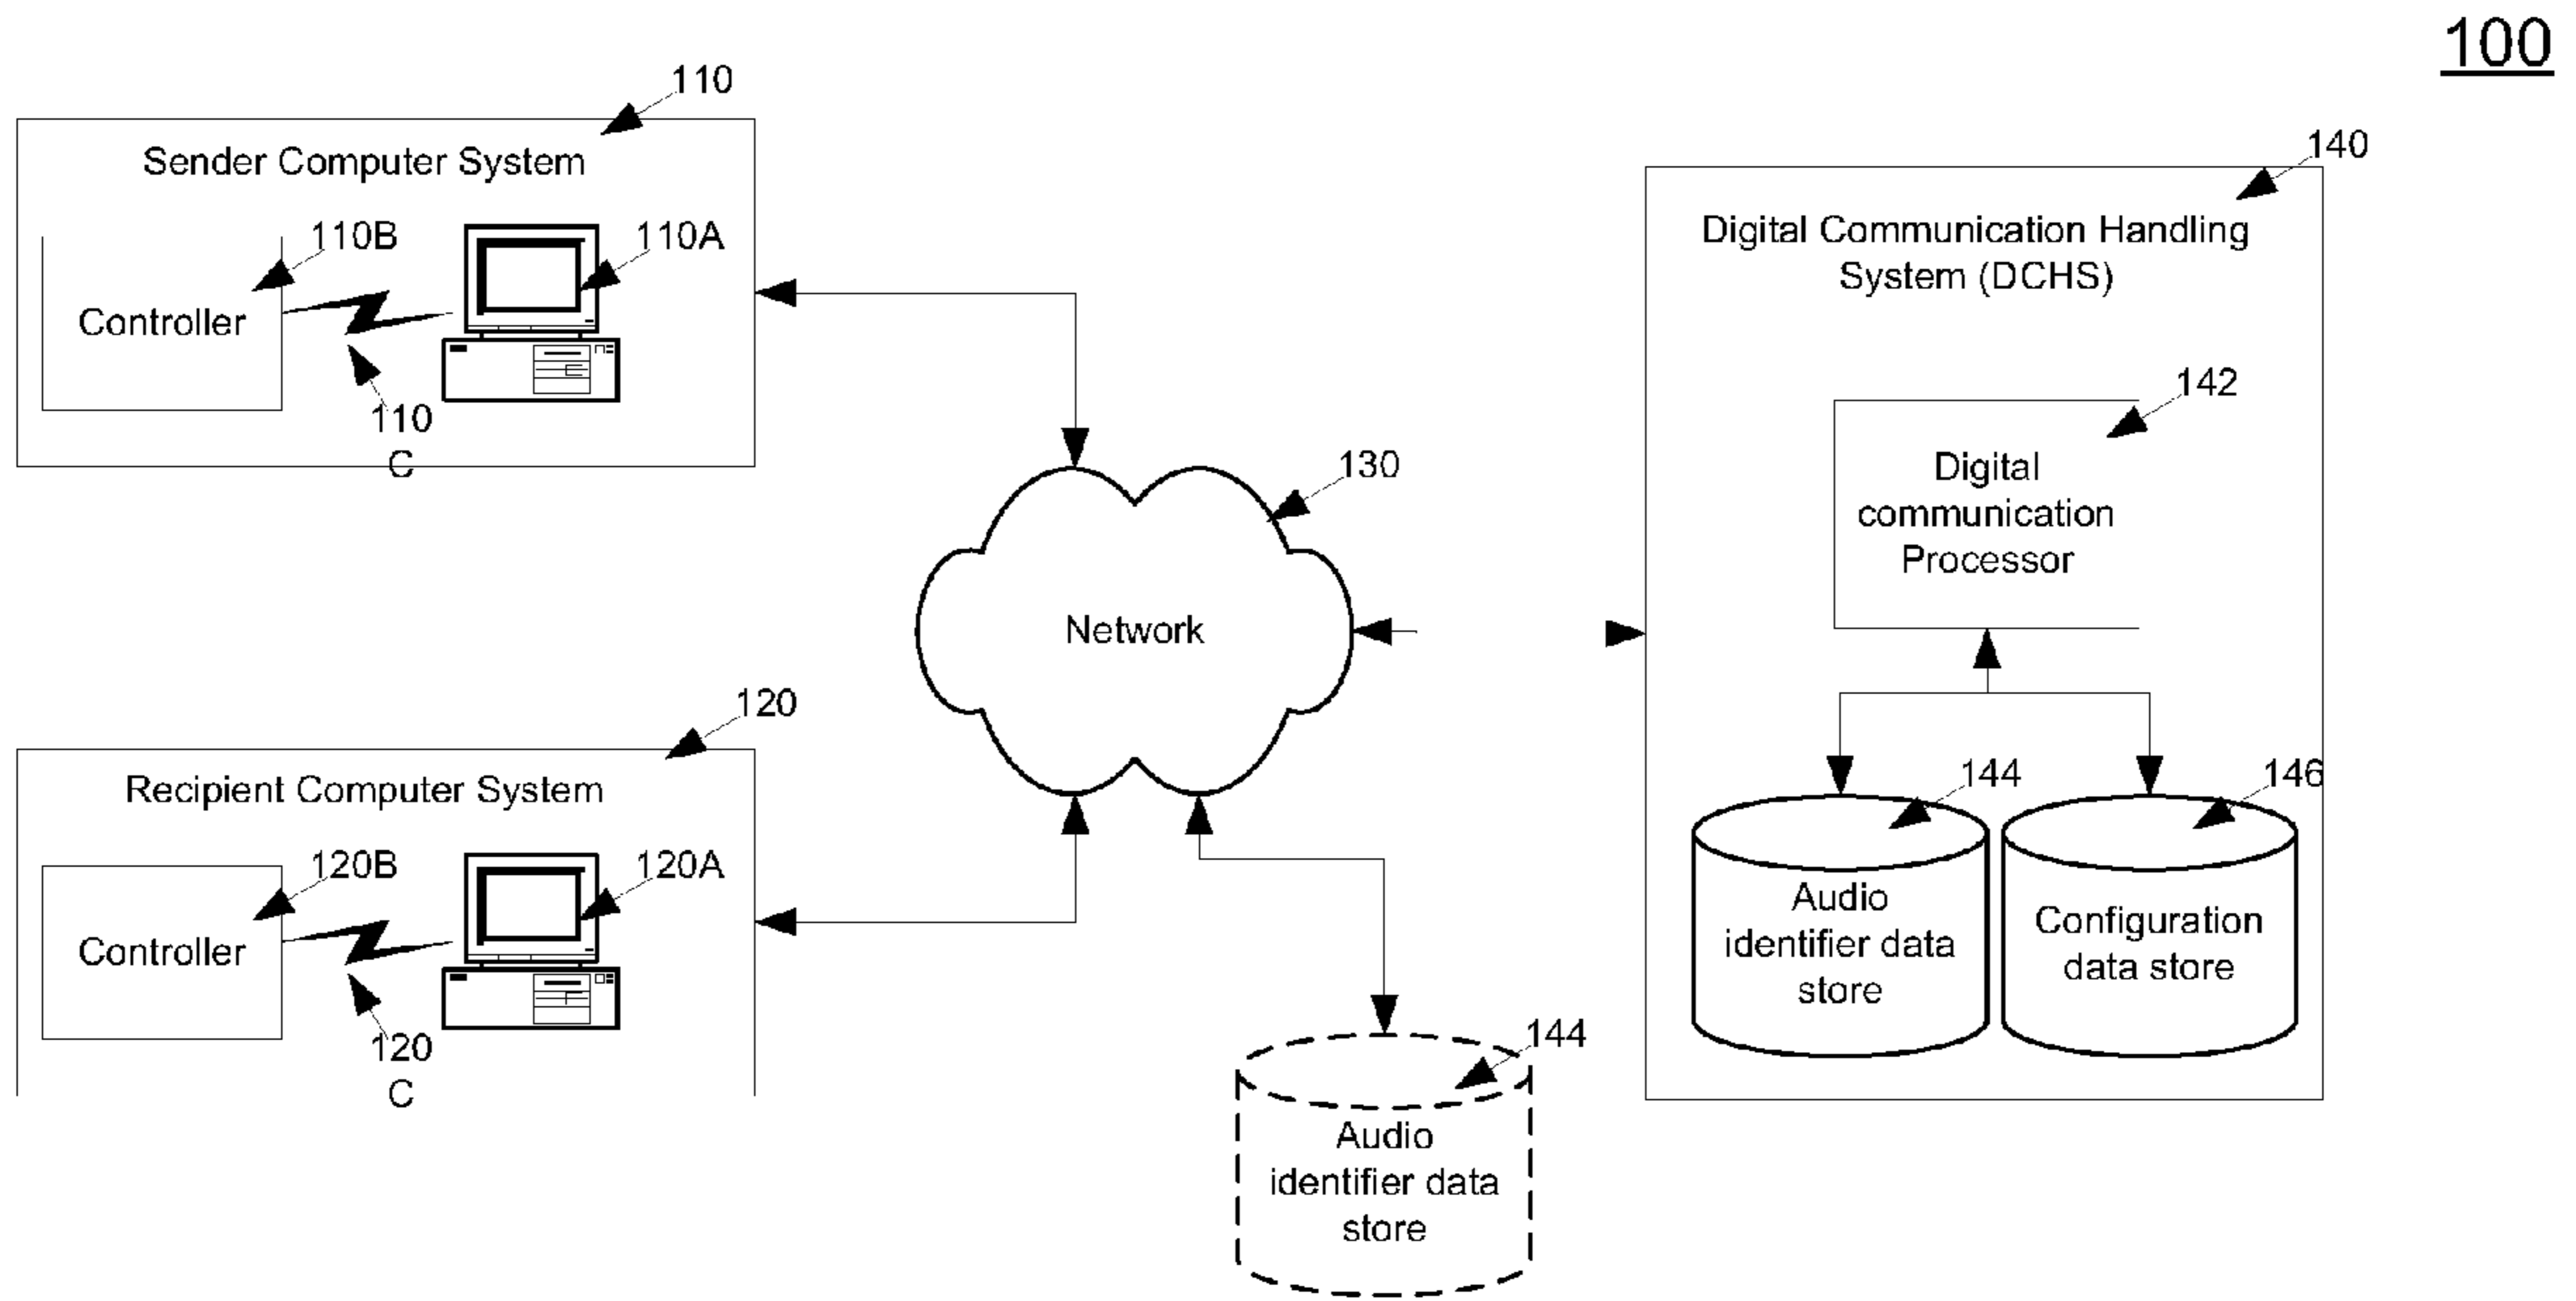 100
110
Sender Computer System
110B
110A
Controller
110
C
140
Digital Communication Handling
System (DCHS)
142
Digital
communication
Processor
130
Network
120
Recipient Computer System
120B
120A
Controller
120
C
144
146
Audio
identifier data
store
Configuration
data store
144
Audio
identifier data
store